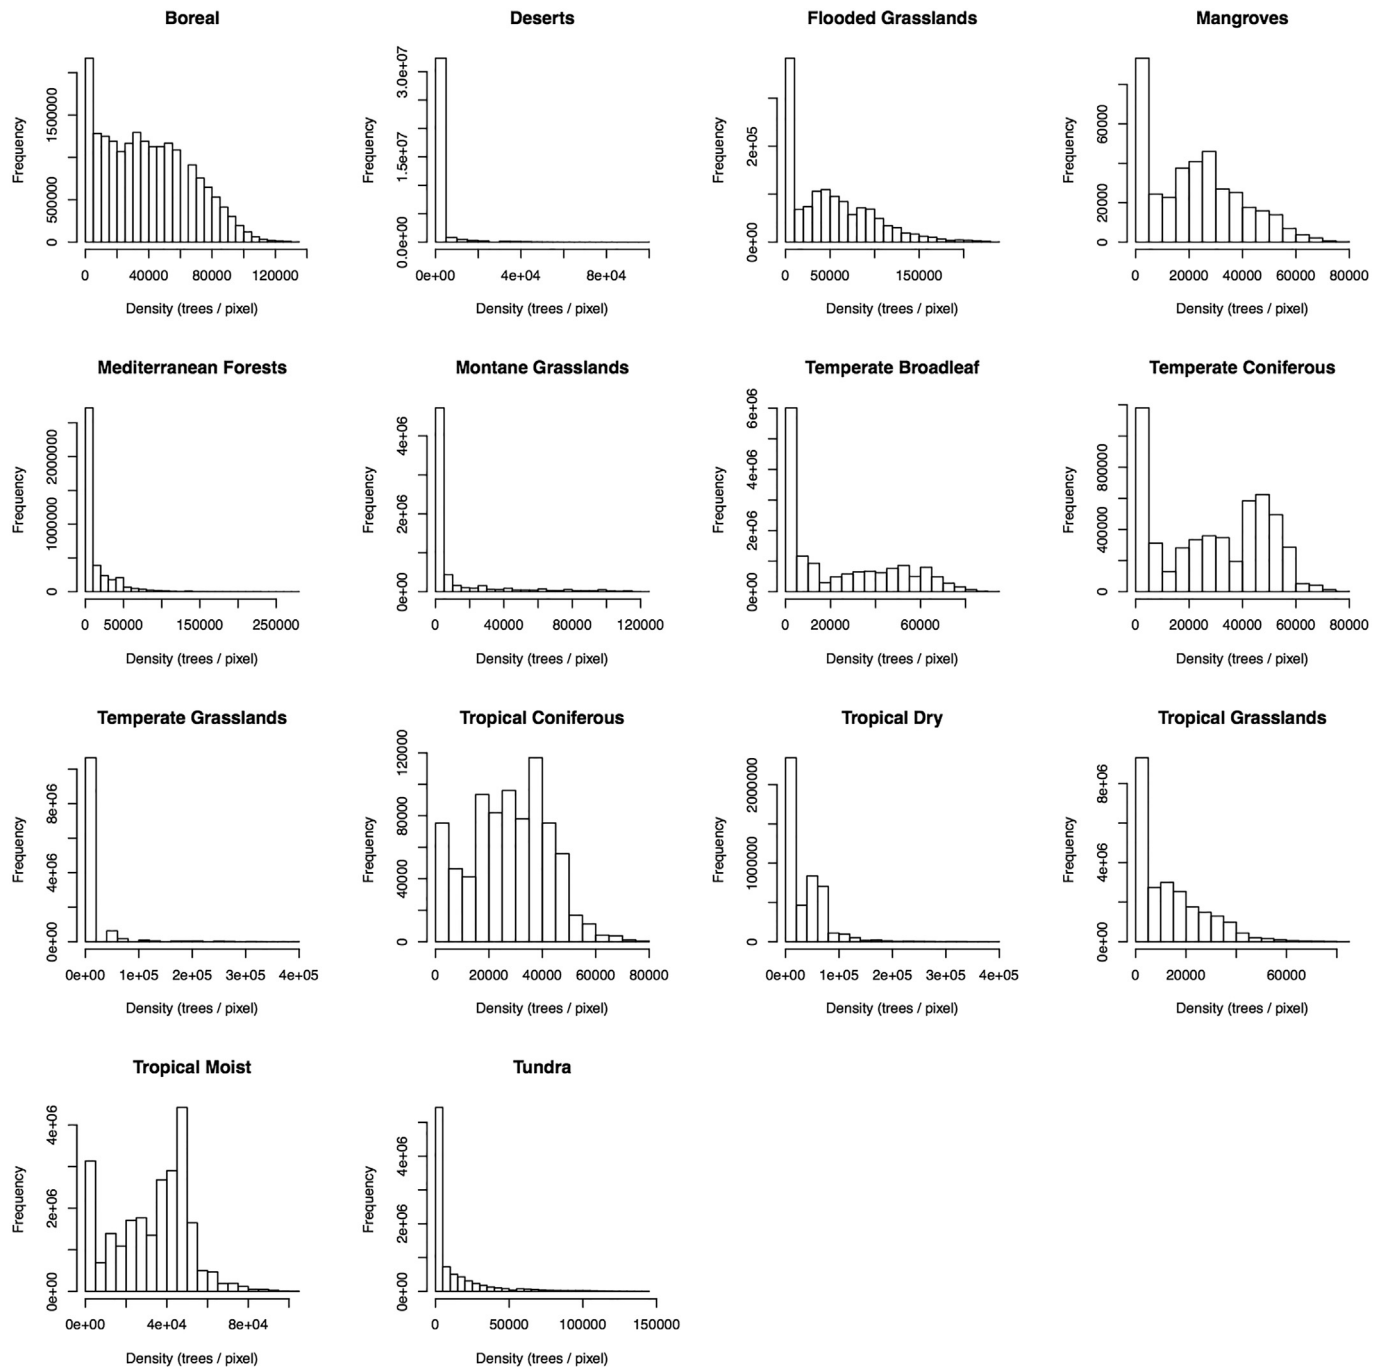 Boreal
Frequency
0
500000
1500000
0
40000
80000
120000
Density (trees / pixel)
Deserts
Frequency
0.0e+00
1.5e+07
3.0e+07
0e+00
4e+04
8e+04
Density (trees / pixel)
Flooded Grasslands
Frequency
0e+00
2e+05
0
50000
150000
Density (trees / pixel)
Mangroves
Frequency
0
20000
60000
0
20000
40000
60000
80000
Density (trees / pixel)
Mediterranean Forests
Frequency
0
1000000
2000000
0
50000
150000
250000
Density (trees / pixel)
Montane Grasslands
Frequency
0e+00
2e+06
4e+06
0
40000
80000
120000
Density (trees / pixel)
Temperate Broadleaf
Frequency
0e+00
2e+06
4e+06
6e+06
0
20000
60000
Density (trees / pixel)
Temperate Coniferous
Frequency
0
400000
800000
0
20000
40000
60000
80000
Density (trees / pixel)
Temperate Grasslands
Frequency
0e+00
4e+06
8e+06
0e+00
1e+05
2e+05
3e+05
4e+05
Density (trees / pixel)
Tropical Coniferous
Frequency
0
40000
80000
120000
0
20000
40000
60000
80000
Density (trees / pixel)
Tropical Dry
Frequency
0
1000000
2000000
0e+00
1e+05
2e+05
3e+05
4e+05
Density (trees / pixel)
Tropical Grasslands
Frequency
0e+00
4e+06
8e+06
0
20000
60000
Density (trees / pixel)
Tropical Moist
Frequency
0e+00
2e+06
4e+06
0e+00
4e+04
8e+04
Density (trees / pixel)
Tundra
Frequency
0e+00
2e+06
4e+06
0
50000
100000
150000
Density (trees / pixel)